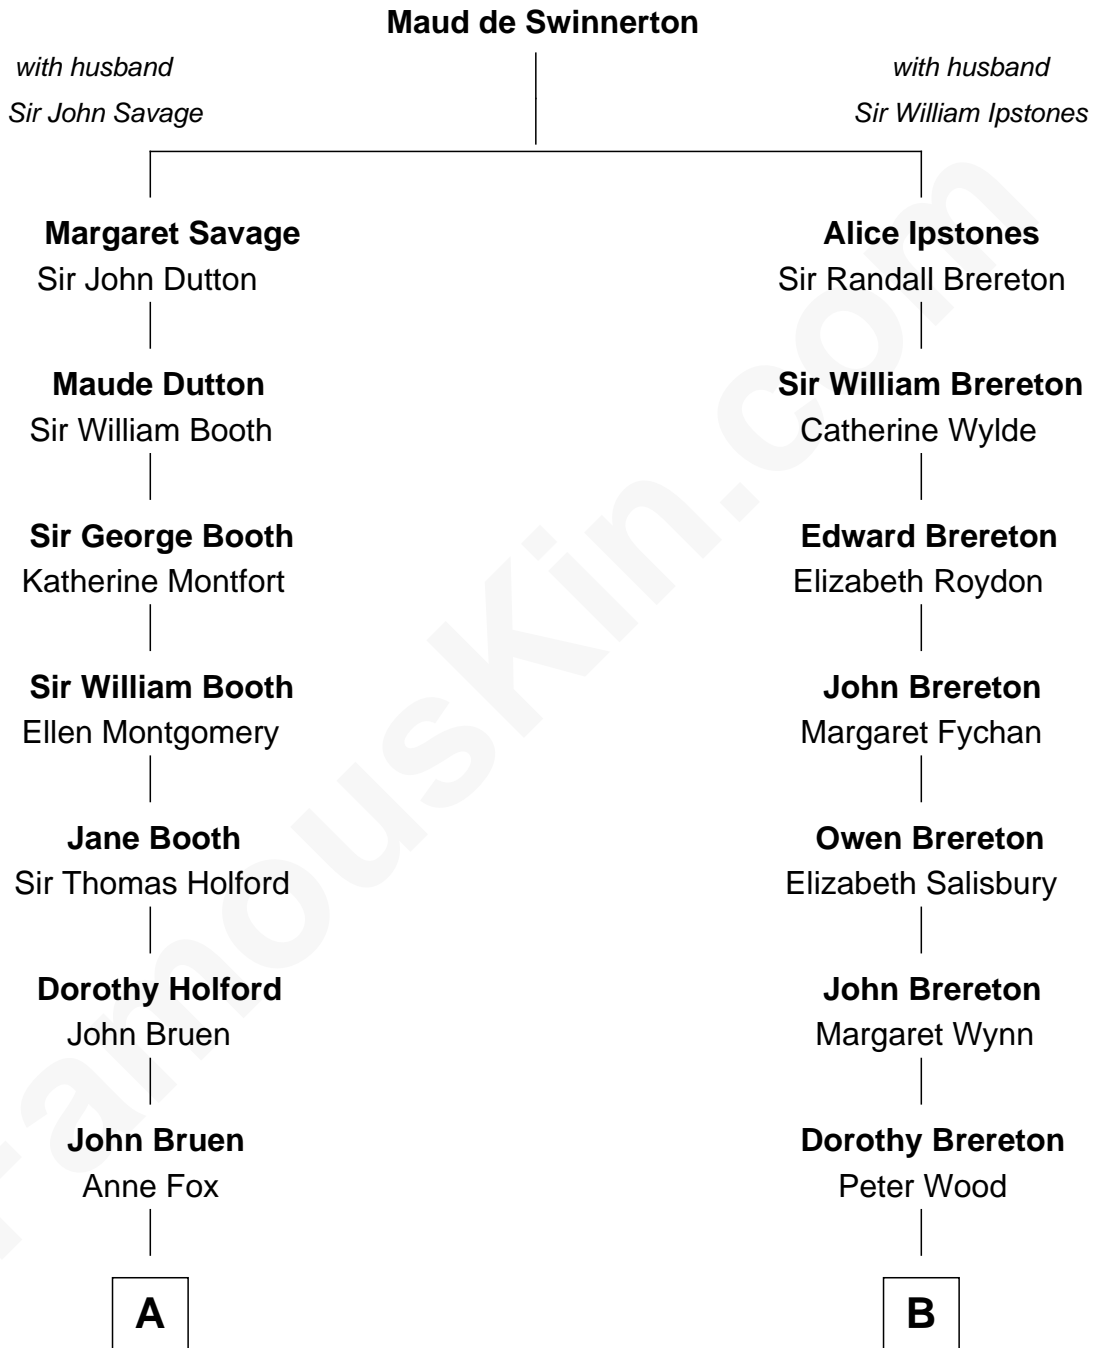 Maud de Swinnerton
with husband
Sir John Savage
with husband
Sir William Ipstones
Margaret Savage
Sir John Dutton
Alice Ipstones
Sir Randall Brereton
Maude Dutton
Sir William Booth
Sir William Brereton
Catherine Wylde
Sir George Booth
Katherine Montfort
Edward Brereton
Elizabeth Roydon
Sir William Booth
Ellen Montgomery
John Brereton
Margaret Fychan
Jane Booth
Sir Thomas Holford
Owen Brereton
Elizabeth Salisbury
Dorothy Holford
John Bruen
John Brereton
Margaret Wynn
John Bruen
Anne Fox
Dorothy Brereton
Peter Wood
A
B
FamousKin.com